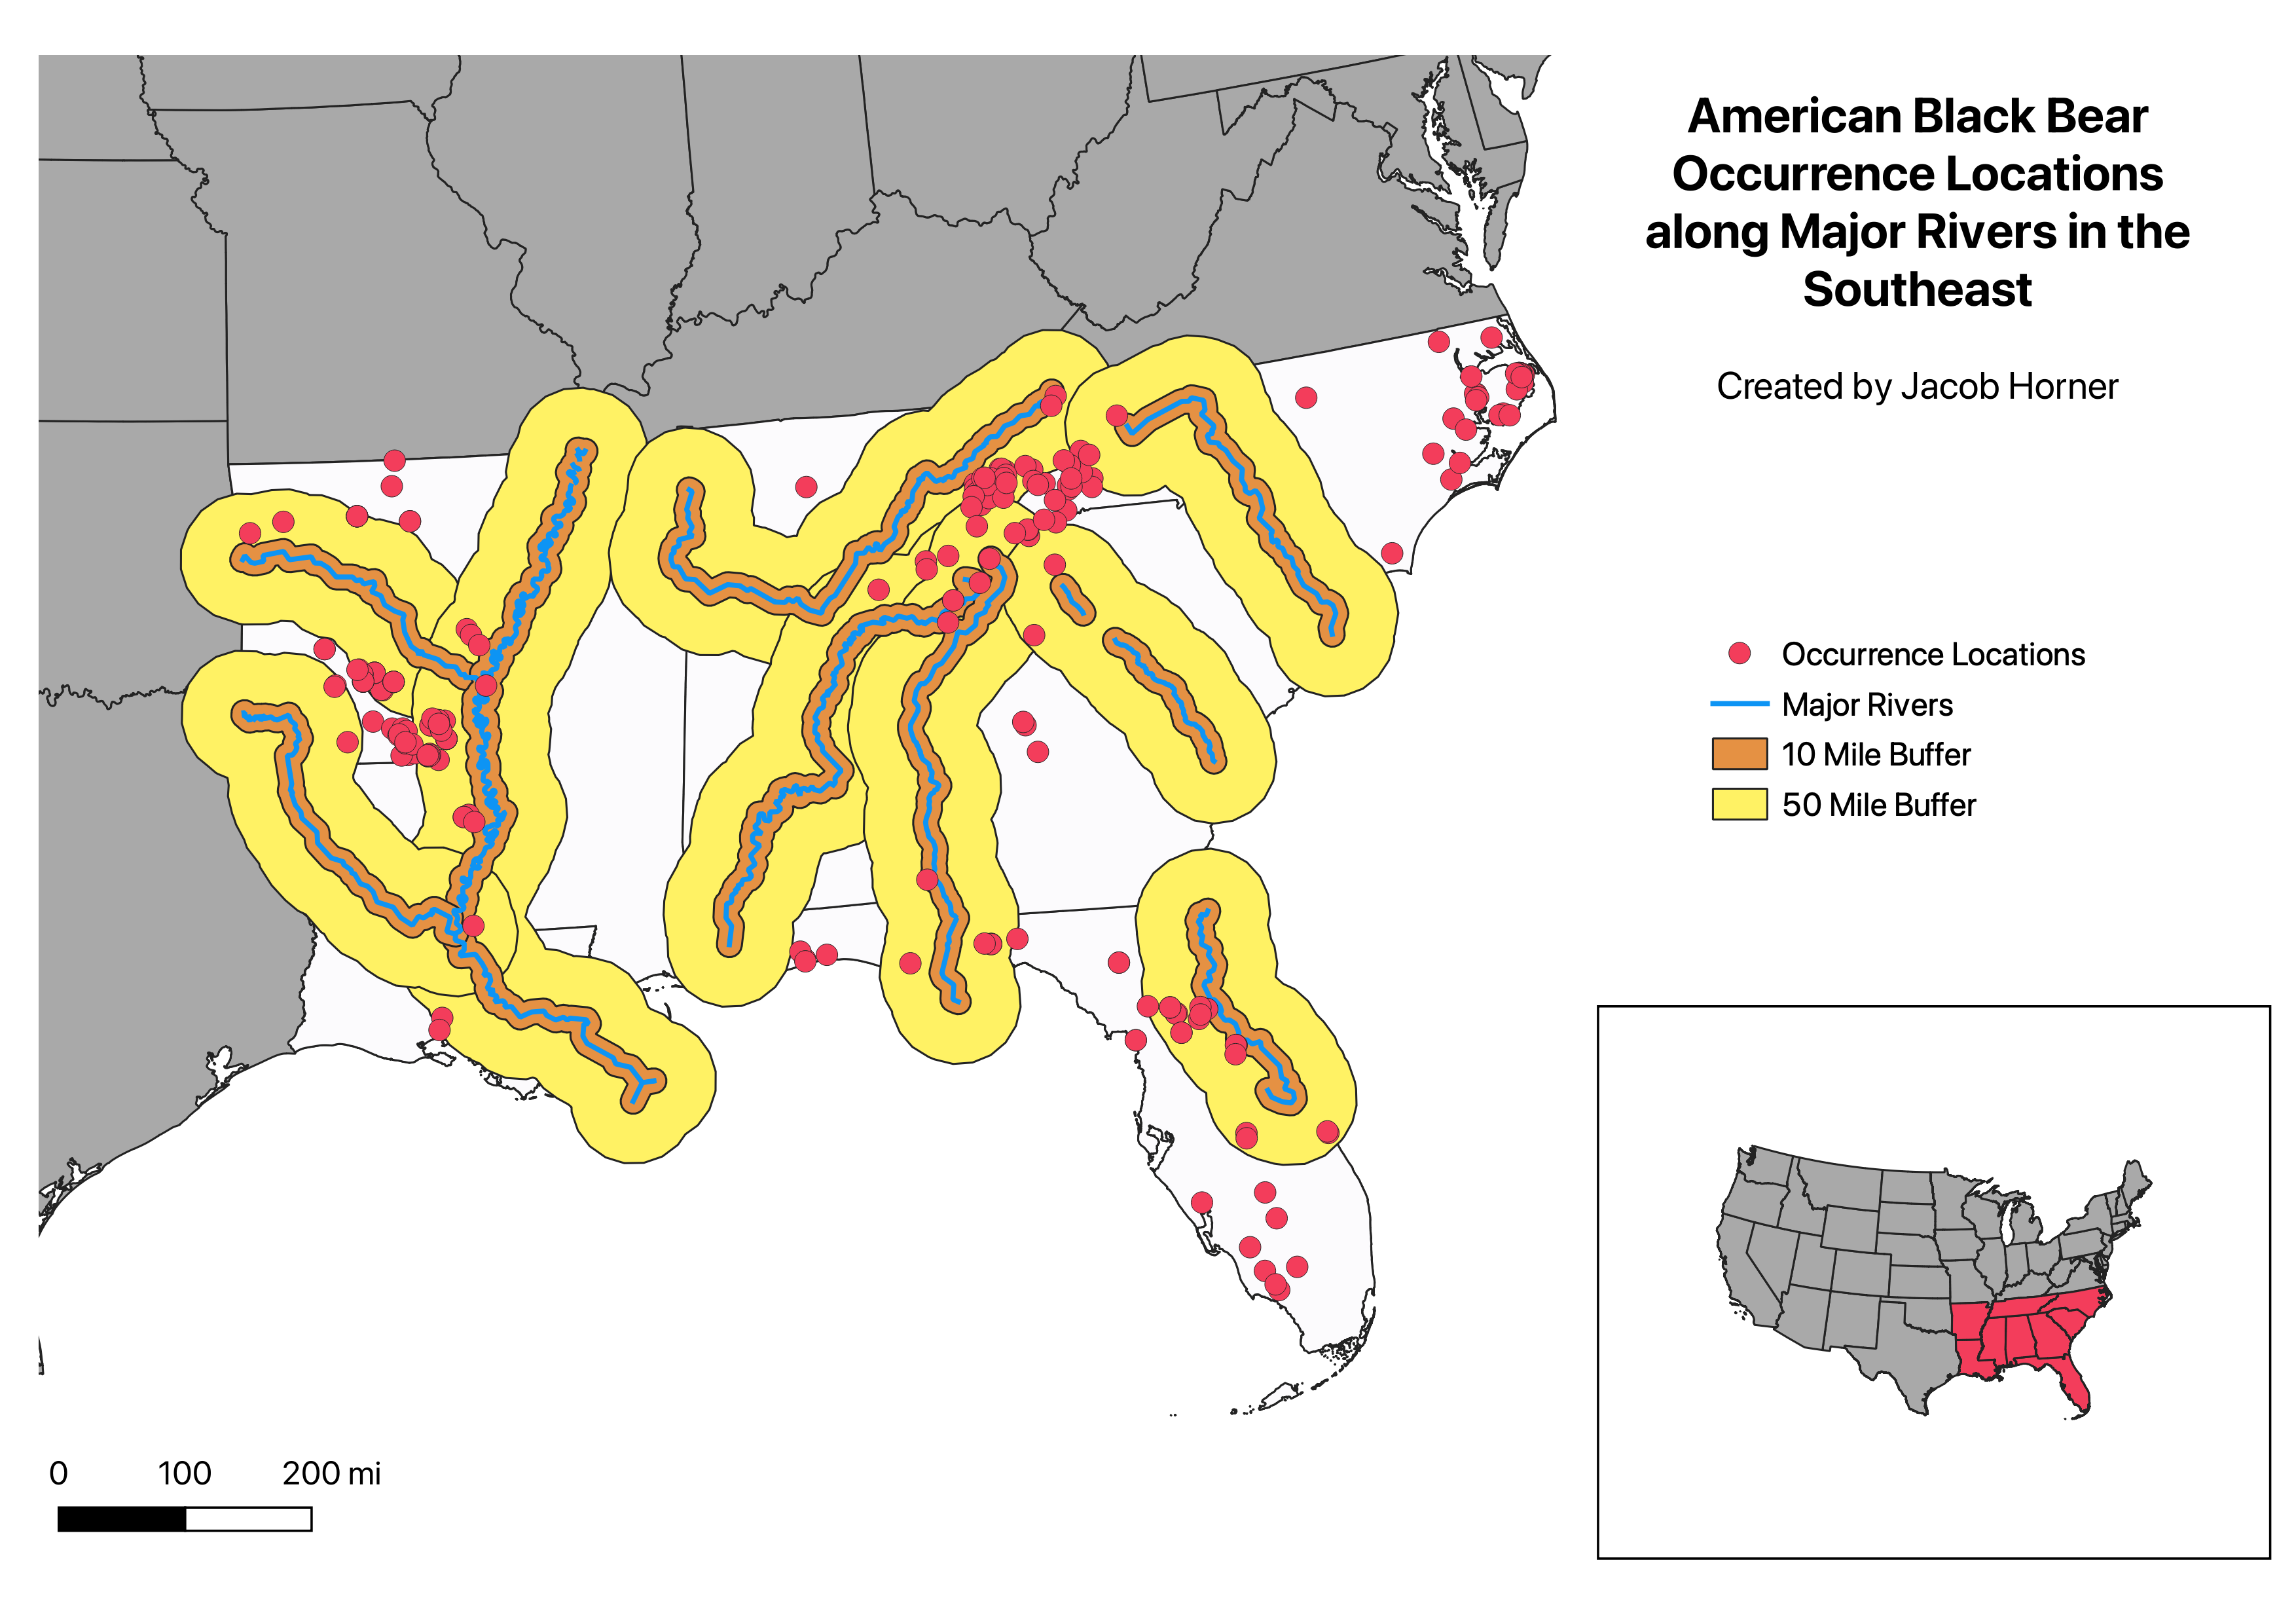 American Black Bear
Occurrence Locations
along Major Rivers in the
Southeast
Created by Jacob Horner
Occurrence Locations
Major Rivers
10 Mile Buffer
50 Mile Buffer
0 100 200 mi